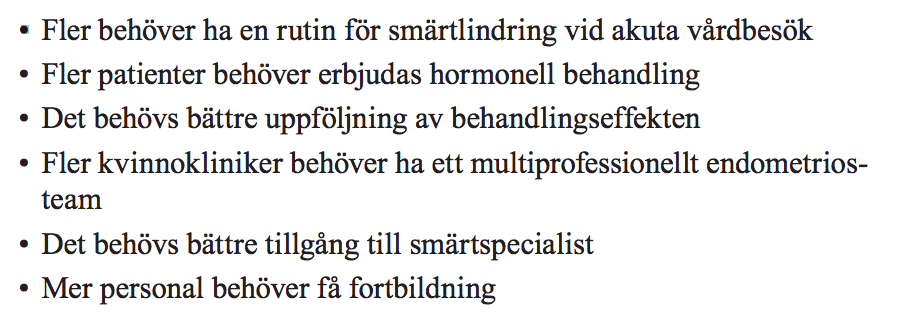 • Fler behöver ha en rutin för smärtlindring vid akuta vårdbesök
• Fler patienter behöver erbjudas hormonell behandling
• Det behövs bättre uppföljning av behandlingseffekten
• Fler kvinnokliniker behöver ha ett multiprofessionellt endometrios-
team
• Det behövs bättre tillgång till smärtspecialist
• Mer personal behöver få fortbildning